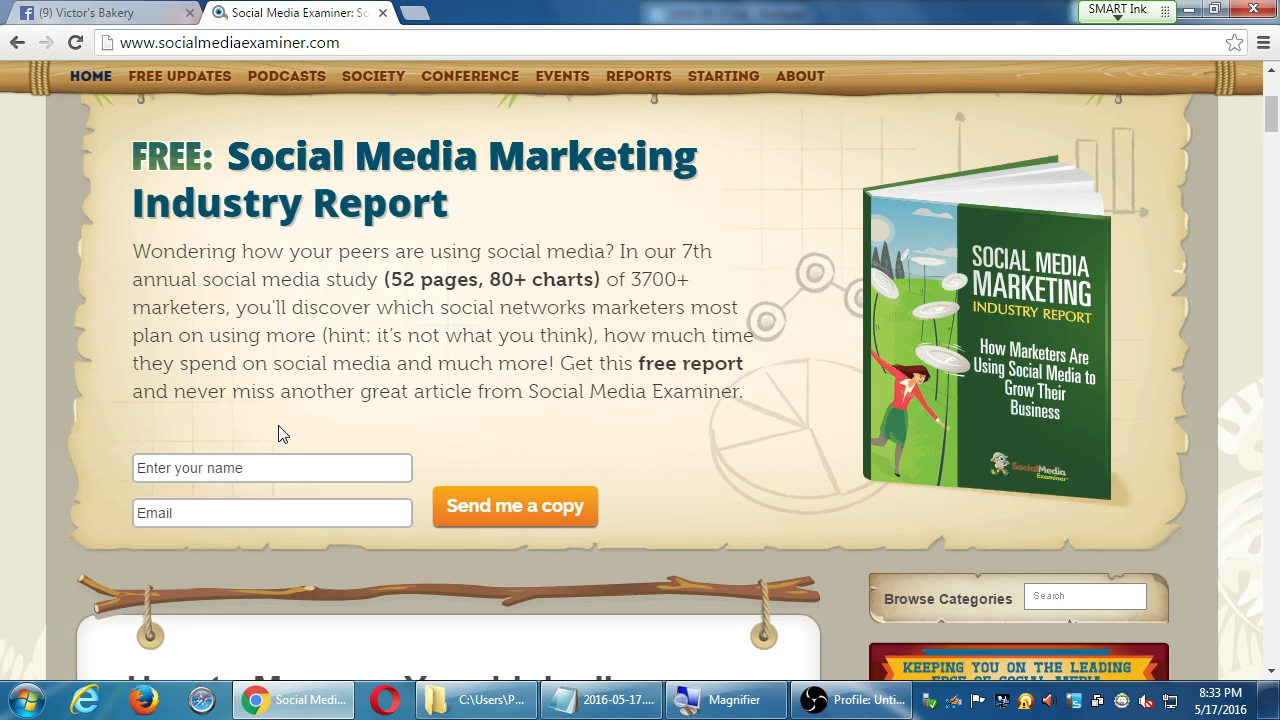 (9) Victor's Bakery
Social Media Examiner: So
SMART Ink
www.socialmediaexaminer.com
HOME FREE UPDATES PODCASTS SOCIETY CONFERENCE EVENTS REPORTS STARTING ABOUT
FREE: Social Media Marketing
Industry Report
Wondering how your peers are using social media? In our 7th
annual social media study (52 pages, 80+ charts) of 3700+
marketers, you'll discover which social networks marketers most
plan on using more (hint: it's not what you think), how much time
they spend on social media and much more! Get this free report
and never miss another great article from Social Media Examiner.
Enter your name
Email
Send me a copy
SOCIAL MEDIA
MARKETING
INDUSTRY REPORT
How Marketers Are
Using Social Media to
Grow Their
Business
SocialMedia
Examiner
Browse Categories
Search
KEEPING YOU ON THE LEADING
EDGE OF SOCIAL MEDIA
Social Medi...
C:\Users\P...
2016-05-17....
Magnifier
Profile: Unti...
8:33 PM
5/17/2016